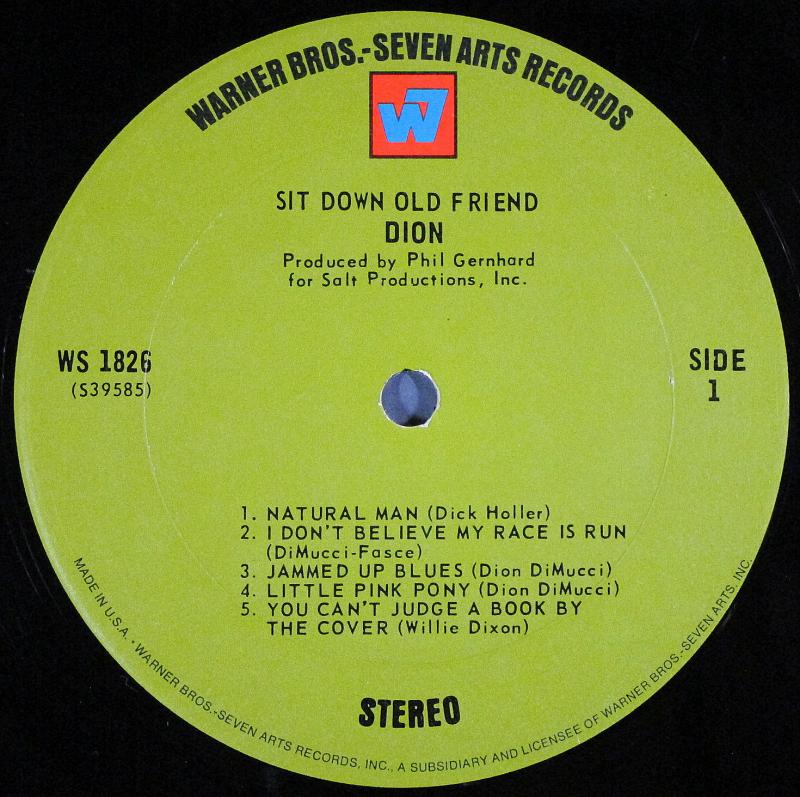 WARNER BROS.-SEVEN ARTS RECORDS
W7
SIT DOWN OLD FRIEND
DION
Produced by Phil Gernhard
for Salt Productions, Inc.
WS 1826
(S39585)
SIDE
1
1. NATURAL MAN (Dick Holler)
2. I DON'T BELIEVE MY RACE IS RUN
(DiMucci-Fasce)
3. JAMMED UP BLUES (Dion DiMucci)
4. LITTLE PINK PONY (Dion DiMucci)
5. YOU CAN'T JUDGE A BOOK BY
THE COVER (Willie Dixon)
STEREO
MADE IN U.S.A. • WARNER BROS.-SEVEN ARTS RECORDS, INC., A SUBSIDIARY AND LICENSEE OF WARNER BROS.-SEVEN ARTS, INC.